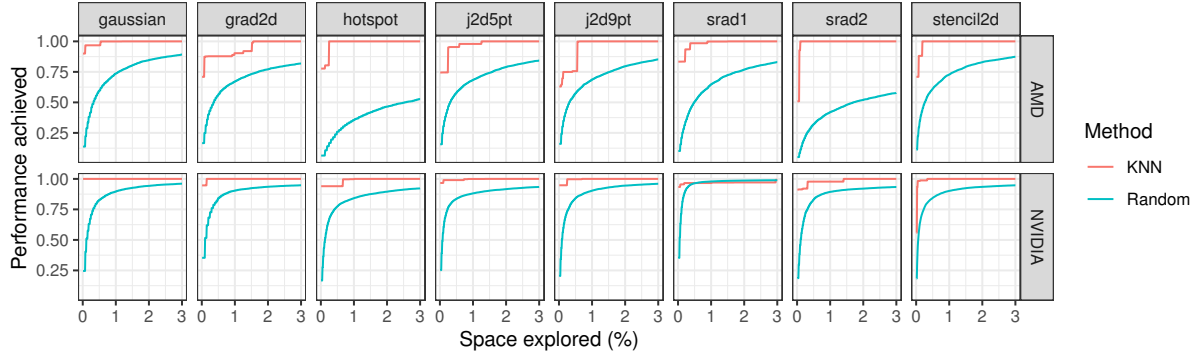 gaussian grad2d hotspot j2d5pt j2d9pt srad1 srad2 stencil2d
Performance achieved
1.00
0.75
0.50
0.25
AMD
1.00
0.75
0.50
0.25
NVIDIA
0 1 2 3 0 1 2 3 0 1 2 3 0 1 2 3 0 1 2 3 0 1 2 3 0 1 2 3 0 1 2 3
Space explored (%)
Method
KNN
Random